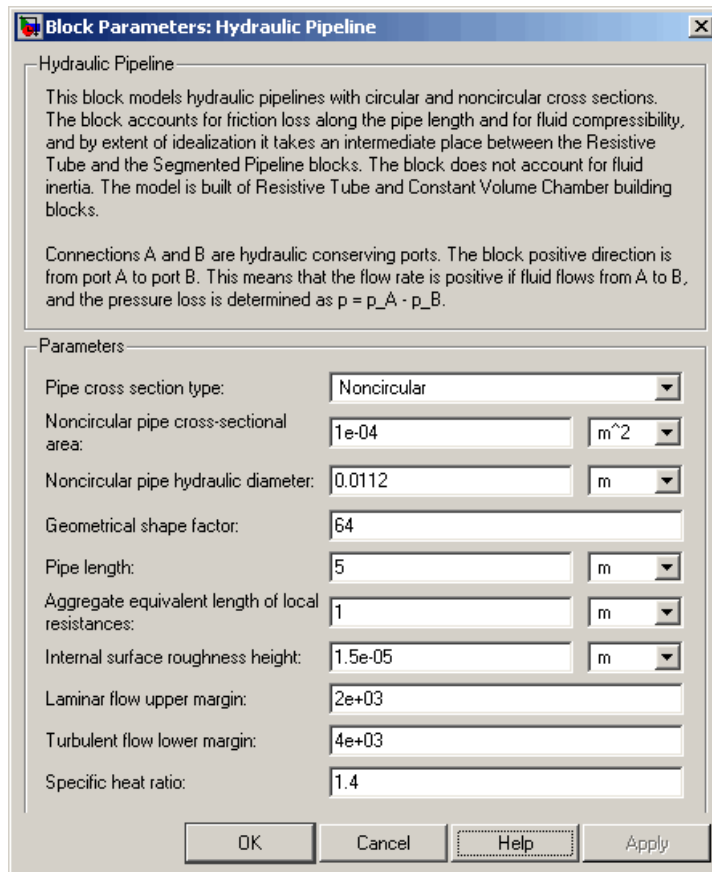 Block Parameters: Hydraulic Pipeline
Hydraulic Pipeline
This block models hydraulic pipelines with circular and noncircular cross sections.
The block accounts for friction loss along the pipe length and for fluid compressibility,
and by extent of idealization it takes an intermediate place between the Resistive
Tube and the Segmented Pipeline blocks. The block does not account for fluid
inertia. The model is built of Resistive Tube and Constant Volume Chamber building
blocks.
Connections A and B are hydraulic conserving ports. The block positive direction is
from port A to port B. This means that the flow rate is positive if fluid flows from A to B,
and the pressure loss is determined as p = p_A - p_B.
Parameters
Pipe cross section type: Noncircular
Noncircular pipe cross-sectional
area: 1e-04 m^2
Noncircular pipe hydraulic diameter: 0.0112 m
Geometrical shape factor: 64
Pipe length: 5 m
Aggregate equivalent length of local
resistances: 1 m
Internal surface roughness height: 1.5e-05 m
Laminar flow upper margin: 2e+03
Turbulent flow lower margin: 4e+03
Specific heat ratio: 1.4
OK Cancel Help Apply